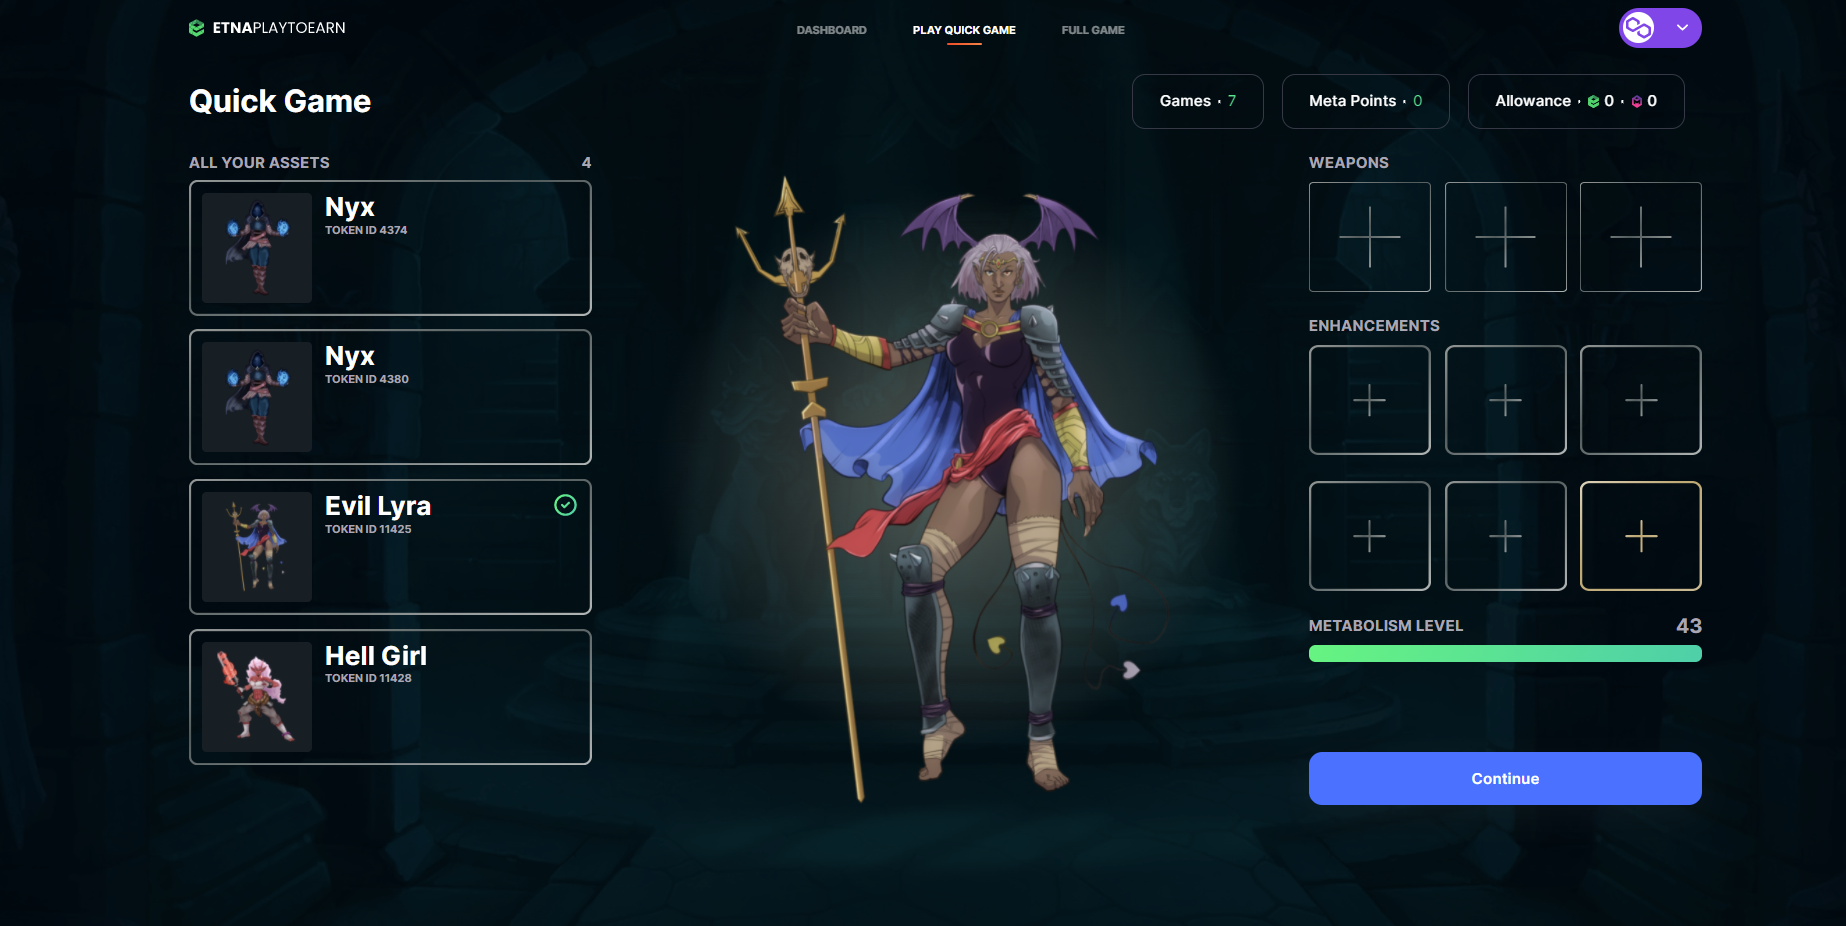 ETNAPLAYTOEARN
DASHBOARD
PLAY QUICK GAME
FULL GAME
Quick Game
Games · 7
Meta Points · 0
Allowance · 0 · 0
ALL YOUR ASSETS
4
Nyx
TOKEN ID 4374
Nyx
TOKEN ID 4380
Evil Lyra
TOKEN ID 11425
Hell Girl
TOKEN ID 11428
WEAPONS
ENHANCEMENTS
METABOLISM LEVEL
43
Continue